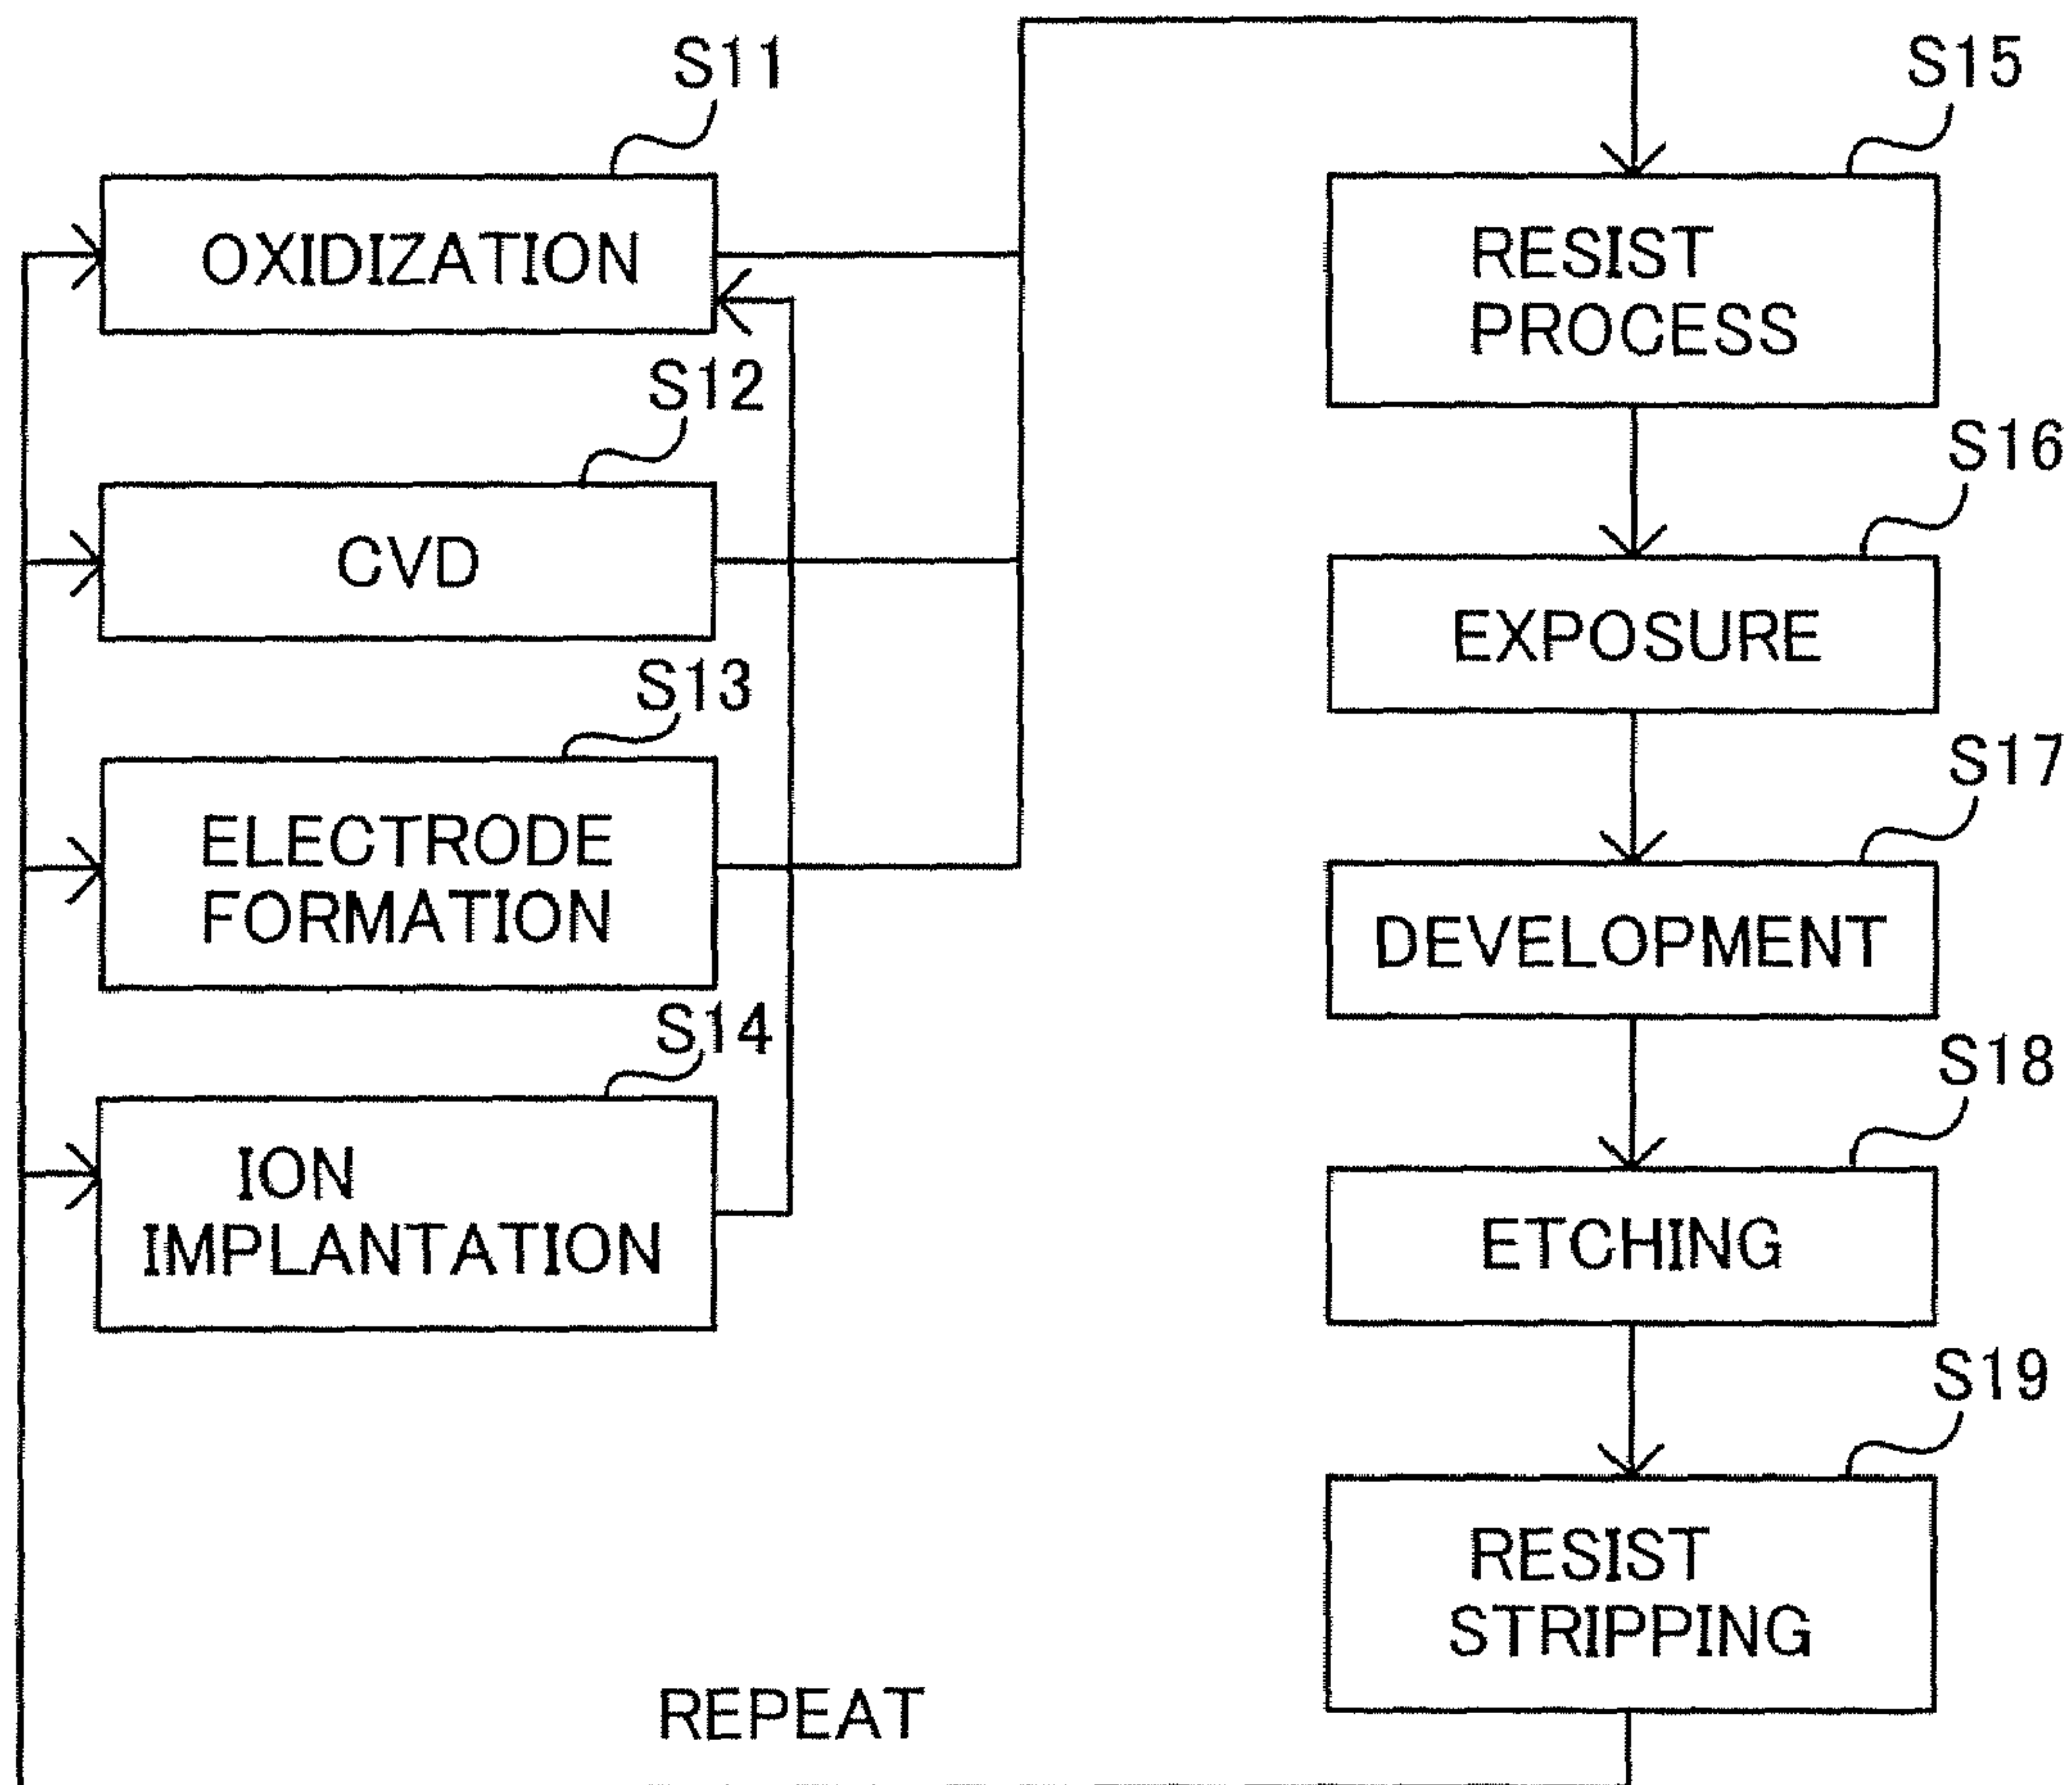 S11
OXIDIZATION
S12
CVD
S13
ELECTRODE
FORMATION
S14
ION
IMPLANTATION
S15
RESIST
PROCESS
S16
EXPOSURE
S17
DEVELOPMENT
S18
ETCHING
S19
RESIST
STRIPPING
REPEAT